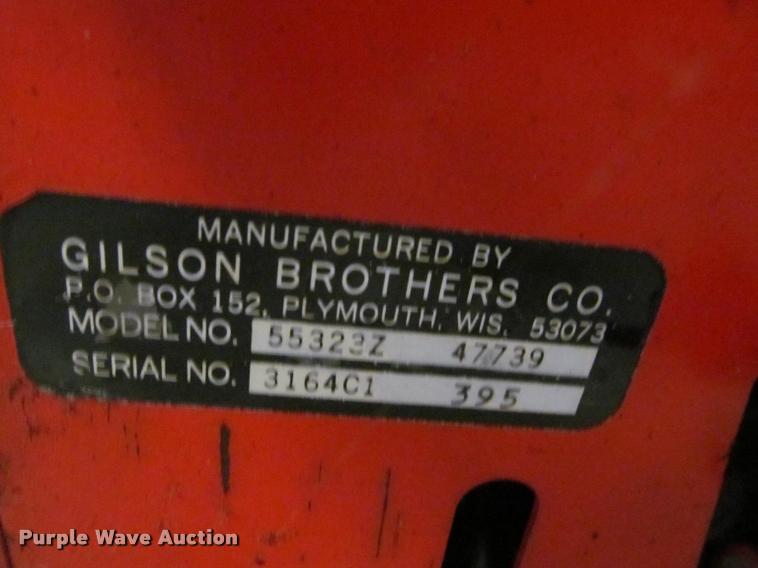 MANUFACTURED BY
GILSON BROTHERS CO.
P.O. BOX 152, PLYMOUTH, WIS. 53073
MODEL NO. 55323Z 47739
SERIAL NO. 3164C1 395
Purple Wave Auction